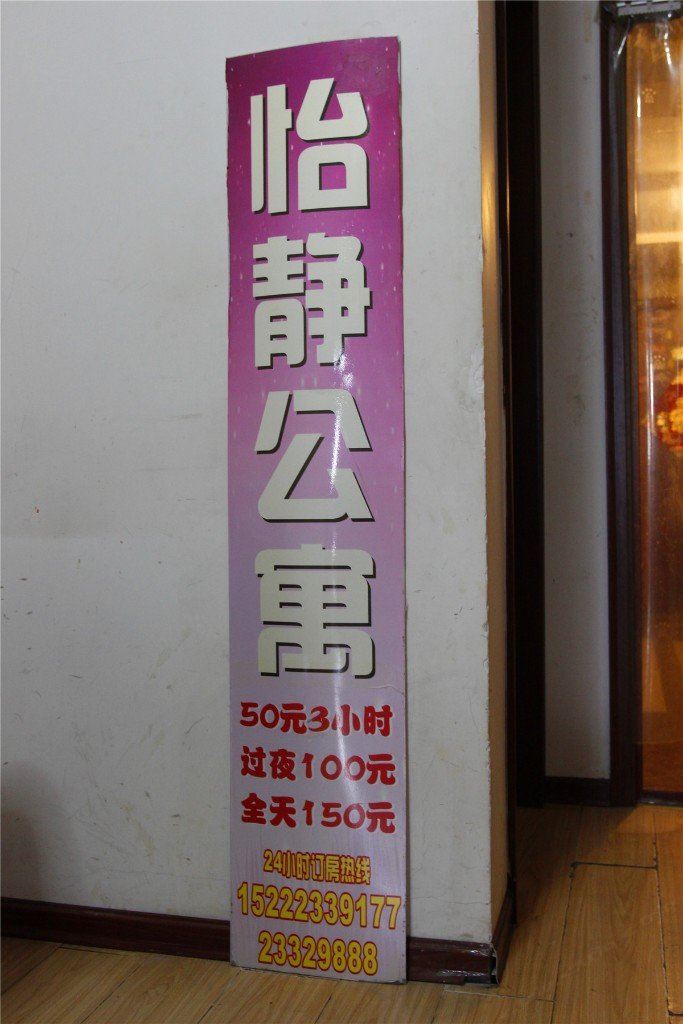 怡静公寓
50元3小时
过夜100元
全天150元
24小时订房热线
15222339177
23329888